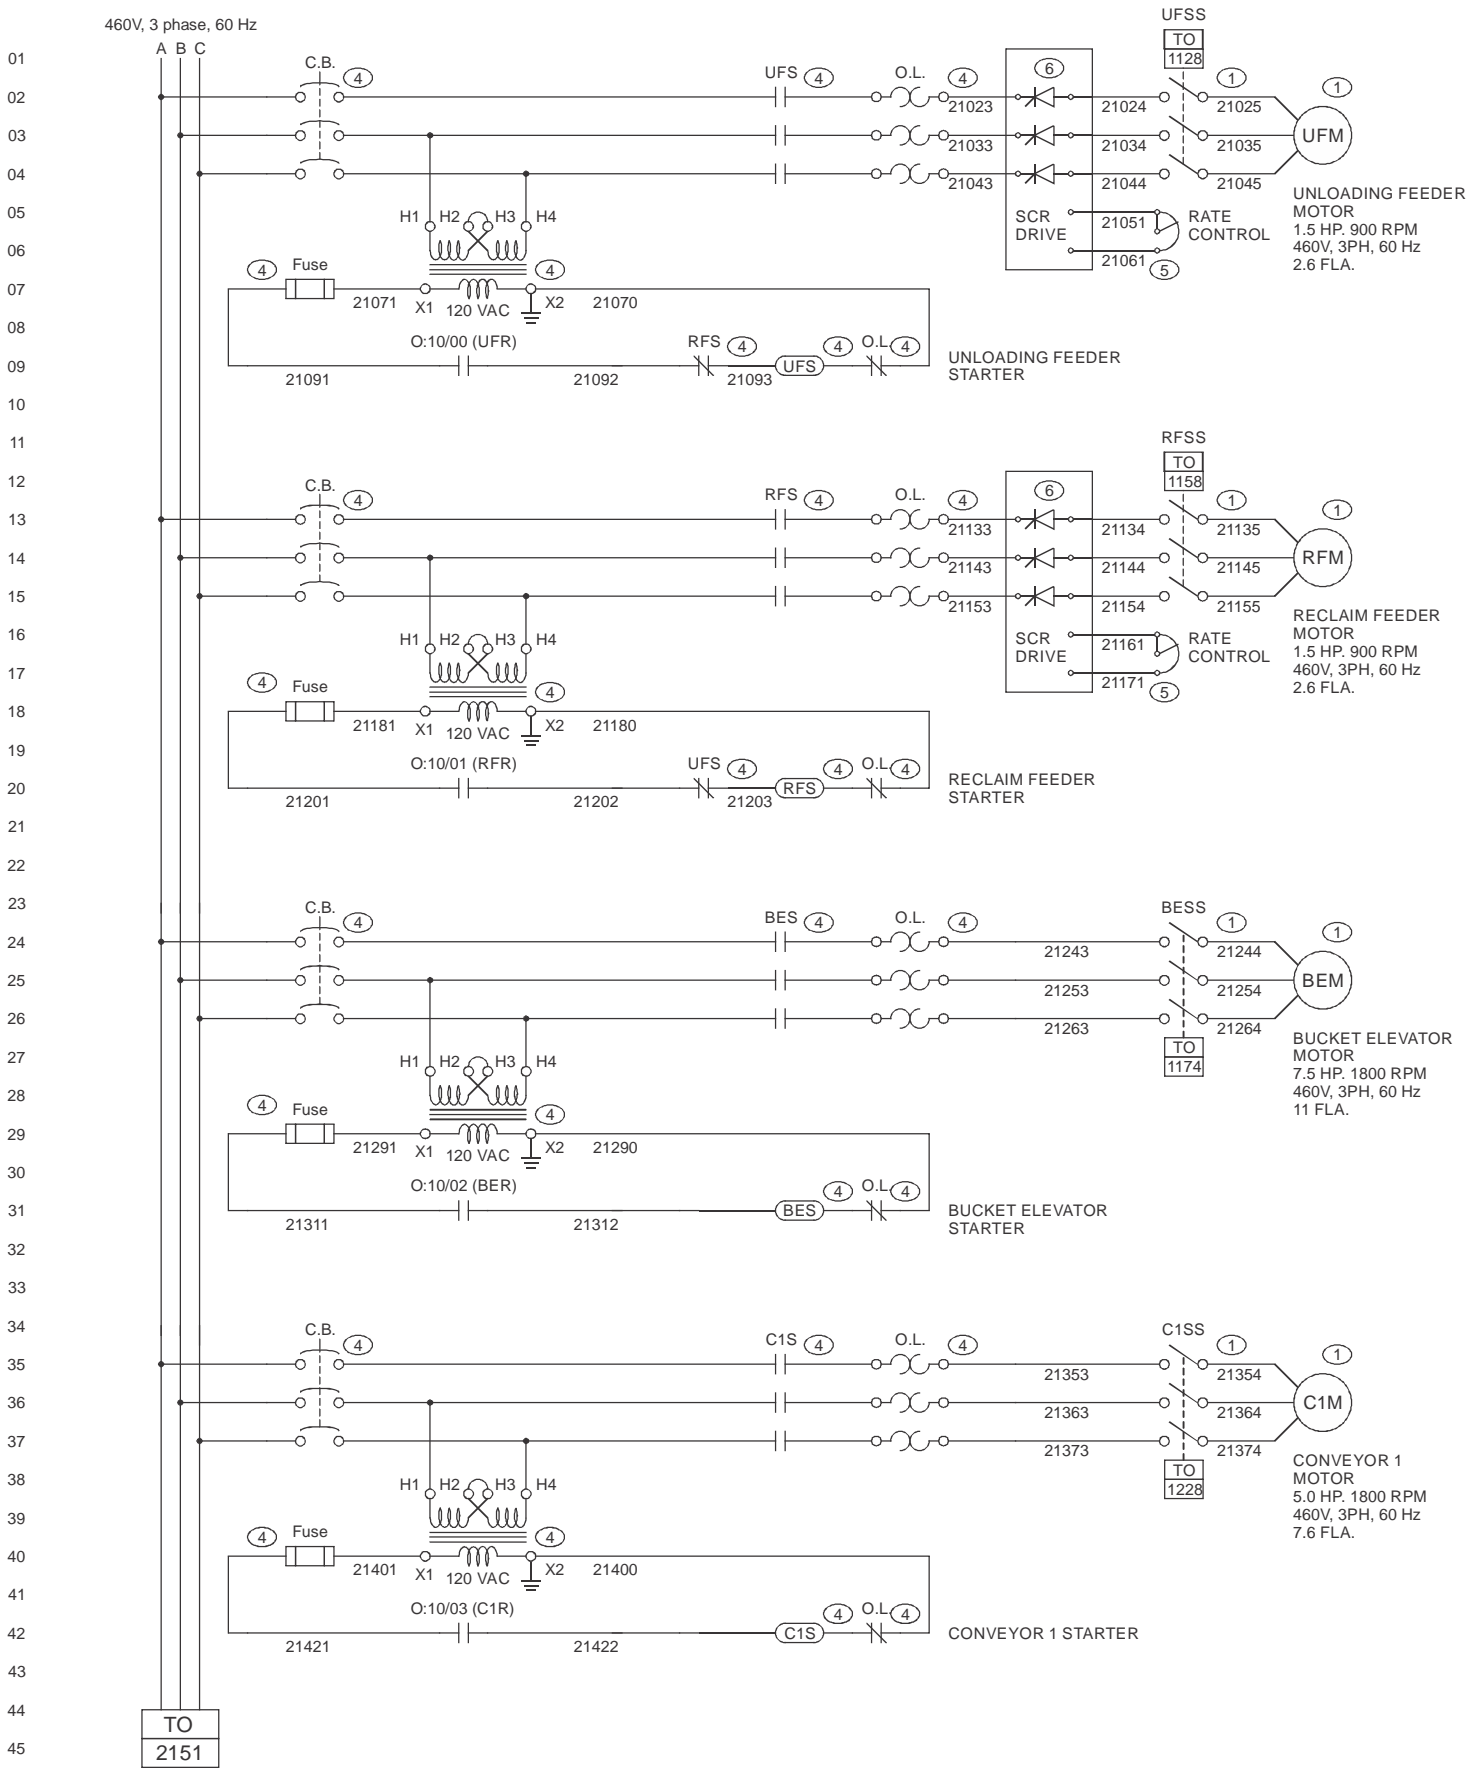 460V, 3 phase, 60 Hz
UFSS
A B C
TO
01
C.B.
1128
4
UFS 4
O.L.
4
6
1
1
02
21023
21024
21025
03
21033
21034
21035
UFM
04
21043
21044
21045
UNLOADING FEEDER
MOTOR
1.5 HP. 900 RPM
460V, 3PH, 60 Hz
2.6 FLA.
05
H1 H2 H3 H4
SCR
DRIVE
21051
RATE
CONTROL
06
21061
5
4
Fuse
4
07
21071
X1
120 VAC
X2
21070
08
O:10/00 (UFR)
RFS 4
4
O.L. 4
09
21091
21092
21093
UFS
UNLOADING FEEDER
STARTER
10
11
RFSS
12
TO
1158
C.B.
4
RFS 4
O.L.
4
6
1
1
13
21133
21134
21135
14
21143
21144
21145
RFM
15
21153
21154
21155
RECLAIM FEEDER
MOTOR
1.5 HP. 900 RPM
460V, 3PH, 60 Hz
2.6 FLA.
16
H1 H2 H3 H4
SCR
DRIVE
21161
RATE
CONTROL
17
21171
5
4
Fuse
4
18
21181
X1
120 VAC
X2
21180
19
O:10/01 (RFR)
UFS 4
4
O.L. 4
20
21201
21202
21203
RFS
RECLAIM FEEDER
STARTER
21
22
23
C.B.
4
BES 4
O.L.
4
BESS
1
1
24
21243
21244
25
21253
21254
BEM
26
21263
21264
TO
1174
BUCKET ELEVATOR
MOTOR
7.5 HP. 1800 RPM
460V, 3PH, 60 Hz
11 FLA.
27
H1 H2 H3 H4
28
4
Fuse
4
29
21291
X1
120 VAC
X2
21290
30
O:10/02 (BER)
4
O.L. 4
31
21311
21312
BES
BUCKET ELEVATOR
STARTER
32
33
34
C.B.
4
C1S 4
O.L.
4
C1SS
1
1
35
21353
21354
36
21363
21364
C1M
37
21373
21374
TO
1228
CONVEYOR 1
MOTOR
5.0 HP. 1800 RPM
460V, 3PH, 60 Hz
7.6 FLA.
38
H1 H2 H3 H4
39
4
Fuse
4
40
21401
X1
120 VAC
X2
21400
41
O:10/03 (C1R)
4
O.L. 4
42
21421
21422
C1S
CONVEYOR 1 STARTER
43
44
TO
45
2151